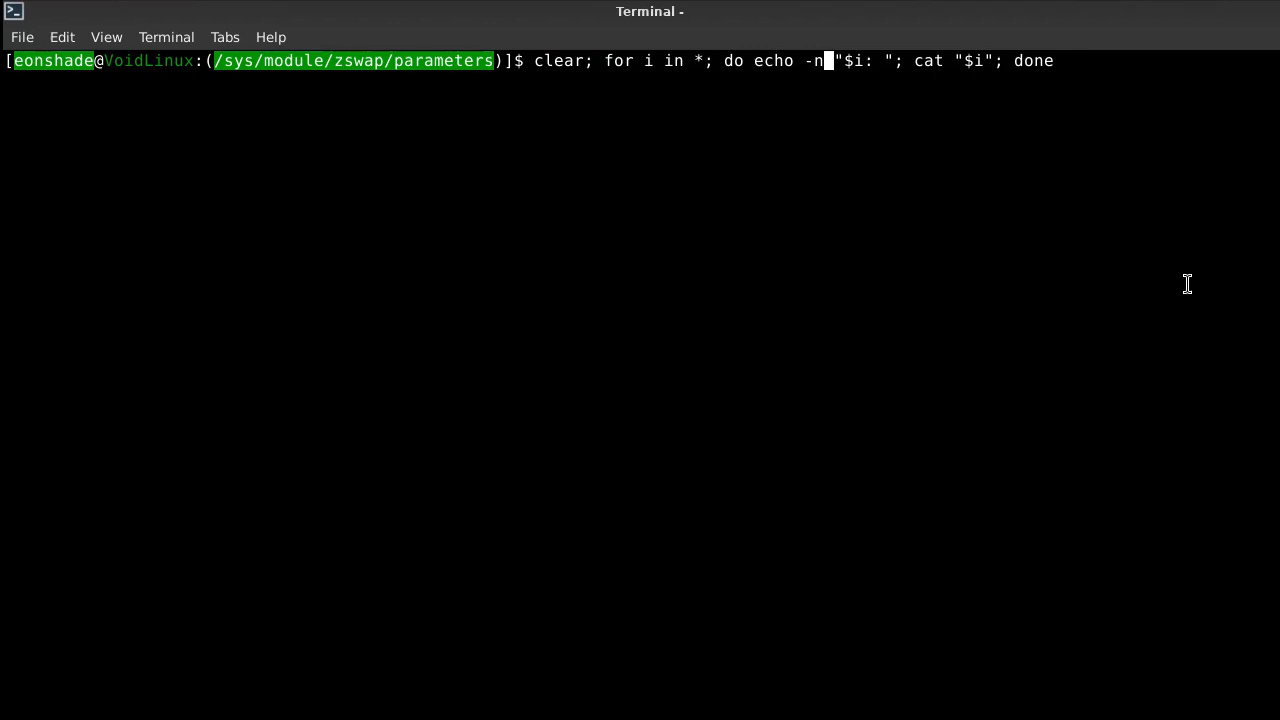 Terminal -
File Edit View Terminal Tabs Help
[eonshade@VoidLinux:(/sys/module/zswap/parameters)]$ clear; for i in *; do echo -n "$i: "; cat "$i"; done